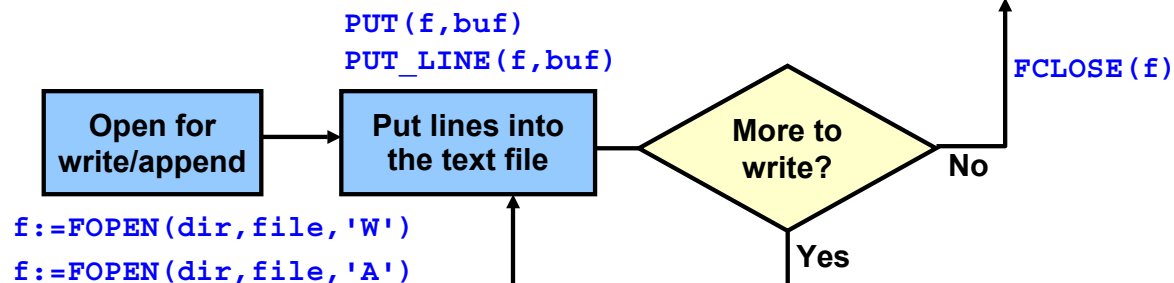 PUT(f,buf)
PUT_LINE(f,buf)
FCLOSE(f)
Open for
write/append
Put lines into
the text file
More to
write?
No
f:=FOPEN(dir,file,'W')
f:=FOPEN(dir,file,'A')
Yes